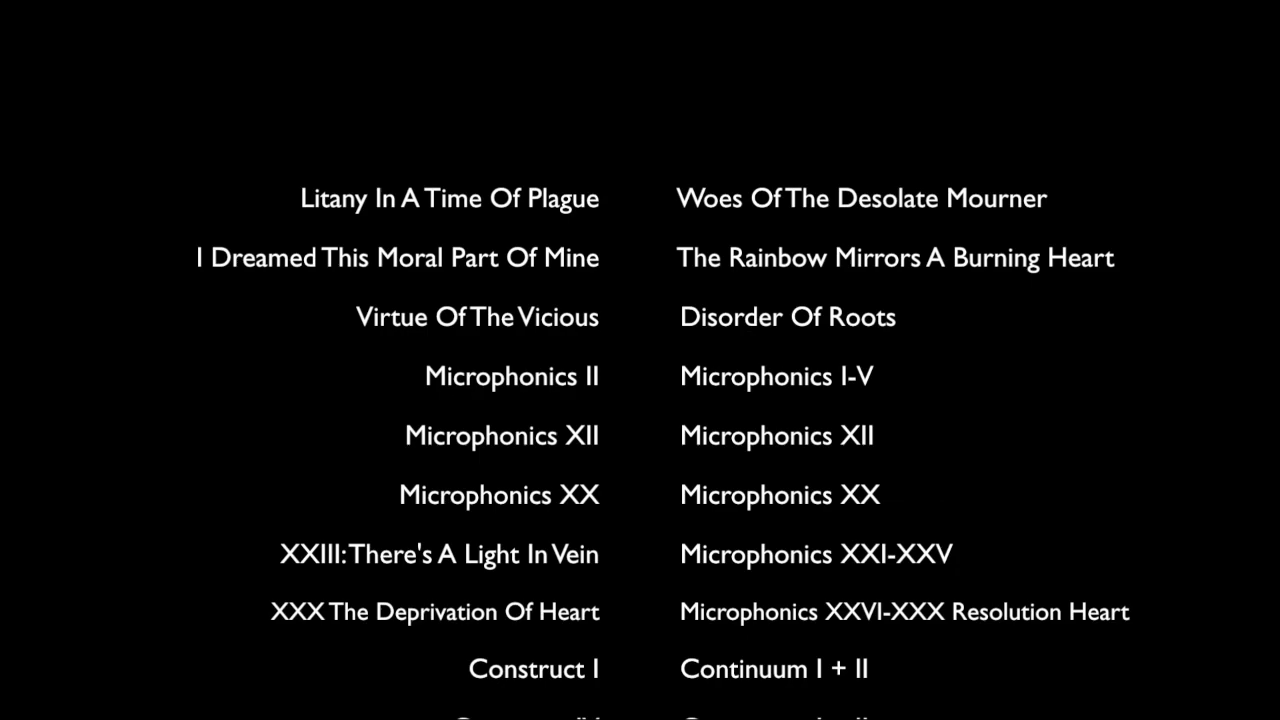 Litany In A Time Of Plague Woes Of The Desolate Mourner
I Dreamed This Moral Part Of Mine The Rainbow Mirrors A Burning Heart
Virtue Of The Vicious Disorder Of Roots
Microphonics II Microphonics I-V
Microphonics XII Microphonics XII
Microphonics XX Microphonics XX
XXIII: There's A Light In Vein Microphonics XXI-XXV
XXX The Deprivation Of Heart Microphonics XXVI-XXX Resolution Heart
Construct I Continuum I + II